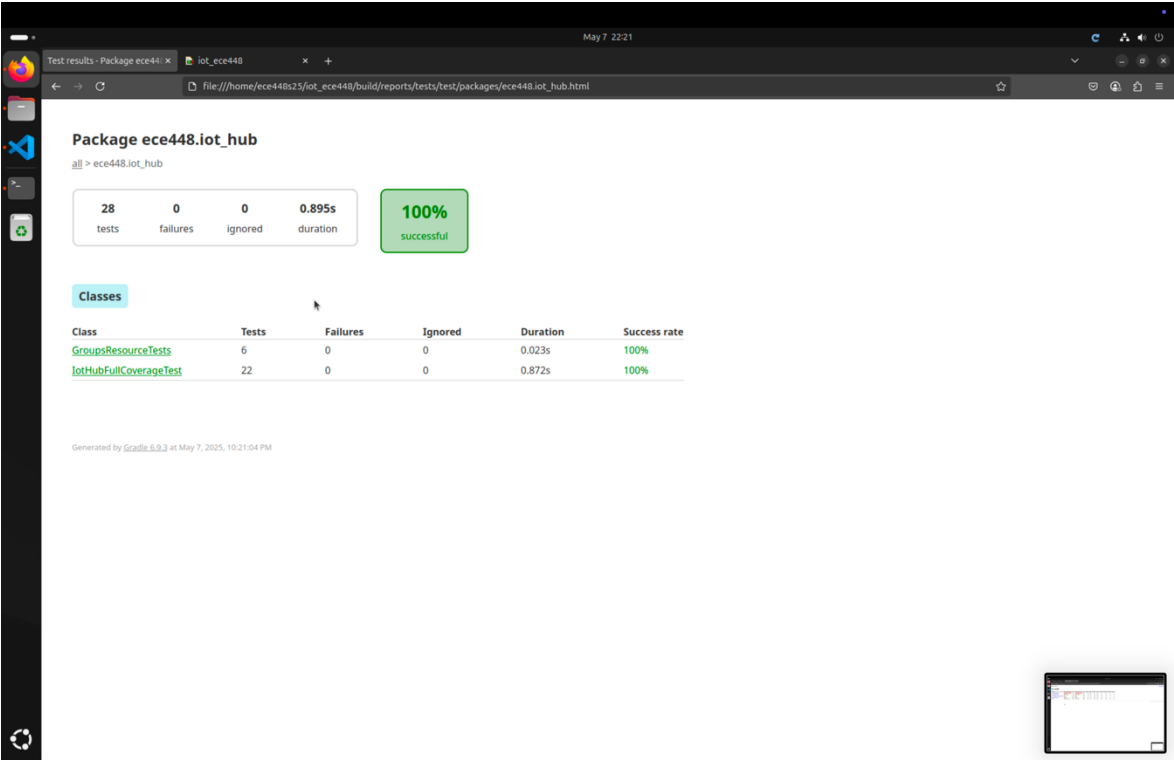 May 7 22:21
Test results - Package ece44
iot_ece448
file:///home/ece448s25/iot_ece448/build/reports/tests/test/packages/ece448.iot_hub.html
Package ece448.iot_hub
all > ece448.iot_hub
28 0 0 0.895s
tests failures ignored duration
100%
successful
Classes
Class Tests Failures Ignored Duration Success rate
GroupsResourceTests 6 0 0 0.023s 100%
IotHubFullCoverageTest 22 0 0 0.872s 100%
Generated by Gradle 6.9.3 at May 7, 2025, 10:21:04 PM